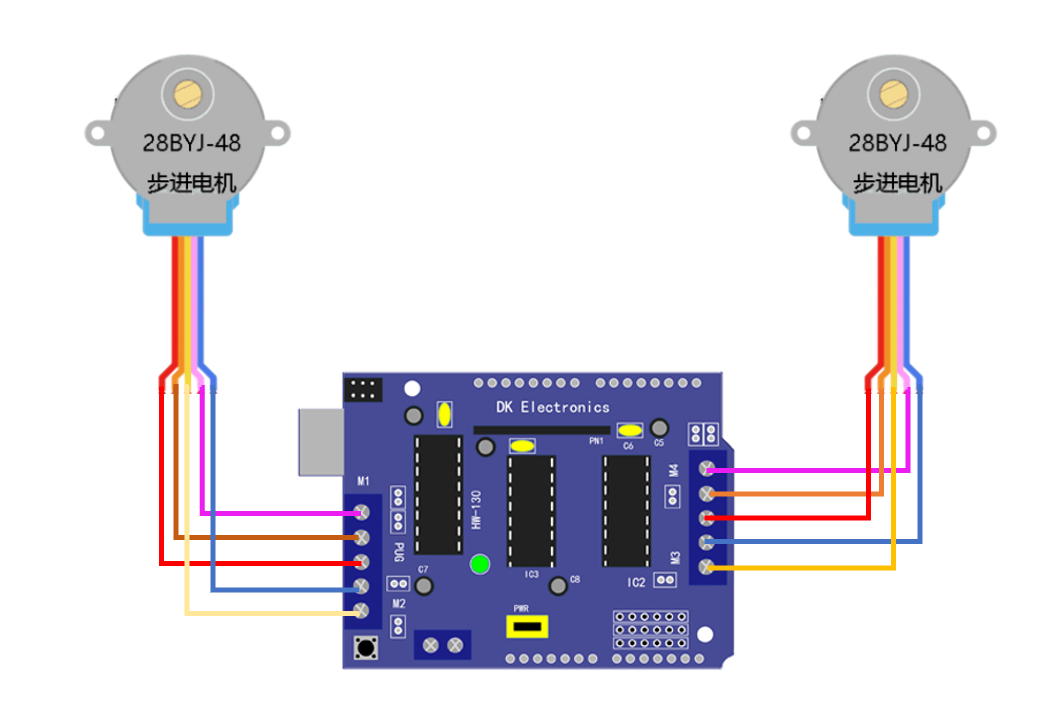 28BYJ-48
步进电机
28BYJ-48
步进电机
DK Electronics
PN1
C6
C5
M4
M1
HW-130
PUG
M3
C7
IC3
C8
IC2
M2
PWR